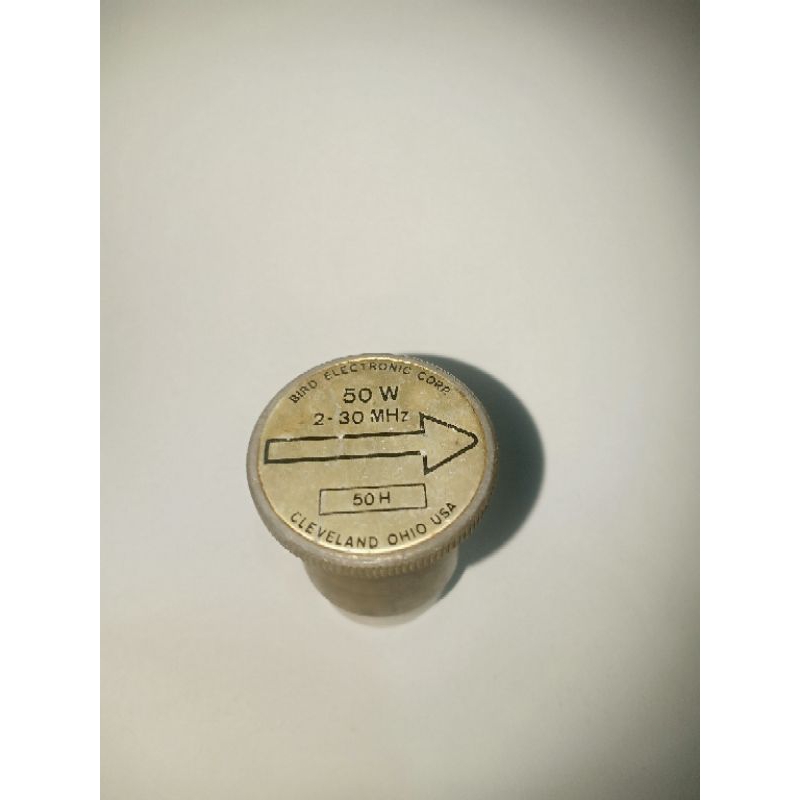 BIRD ELECTRONIC CORP.
50 W
2-30 MHz
50H
CLEVELAND OHIO USA